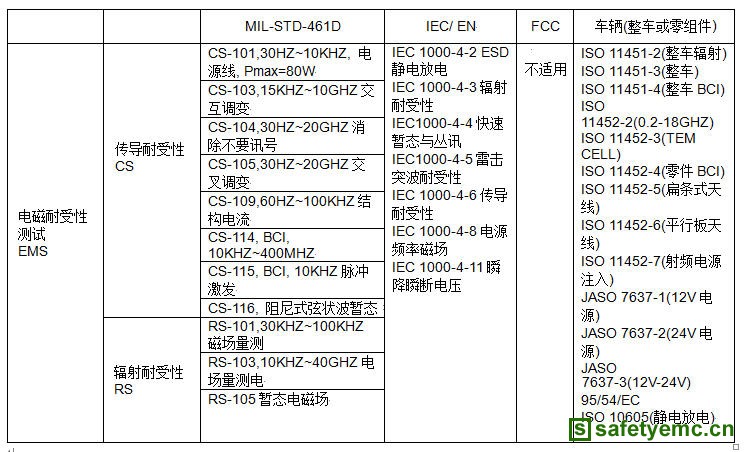 MIL-STD-461D
IEC/ EN
FCC
车辆(整车或零组件)
电磁耐受性
测试
EMS
传导耐受性
CS
CS-101,30HZ~10KHZ, 电
源线, Pmax=80W
CS-103,15KHZ~10GHZ 交
互调变
CS-104,30HZ~20GHZ 消
除不要讯号
CS-105,30HZ~20GHZ 交
叉调变
CS-109,60HZ~100KHZ 结
构电流
CS-114, BCI,
10KHZ~400MHZ
CS-115, BCI, 10KHZ 脉冲
激发
CS-116, 阻尼式弦状波暂态
辐射耐受性
RS
RS-101,30KHZ~100KHZ
磁场量测
RS-103,10KHZ~40GHZ 电
场量测电
RS-105 暂态电磁场
IEC 1000-4-2 ESD
静电放电
IEC 1000-4-3 辐射
耐受性
IEC1000-4-4 快速
暂态与丛讯
IEC1000-4-5 雷击
突波耐受性
IEC 1000-4-6 传导
耐受性
IEC 1000-4-8 电源
频率磁场
IEC 1000-4-11 瞬
降瞬断电压
不适用
ISO 11451-2(整车辐射)
ISO 11451-3(整车)
ISO 11451-4(整车 BCI)
ISO
11452-2(0.2-18GHZ)
ISO 11452-3(TEM
CELL)
ISO 11452-4(零件 BCI)
ISO 11452-5(扁条式天
线)
ISO 11452-6(平行板天
线)
ISO 11452-7(射频电源
注入)
JASO 7637-1(12V 电
源)
JASO 7637-2(24V 电
源)
JASO
7637-3(12V-24V)
95/54/EC
ISO 10605(静电放电)
S safetyemc.cn